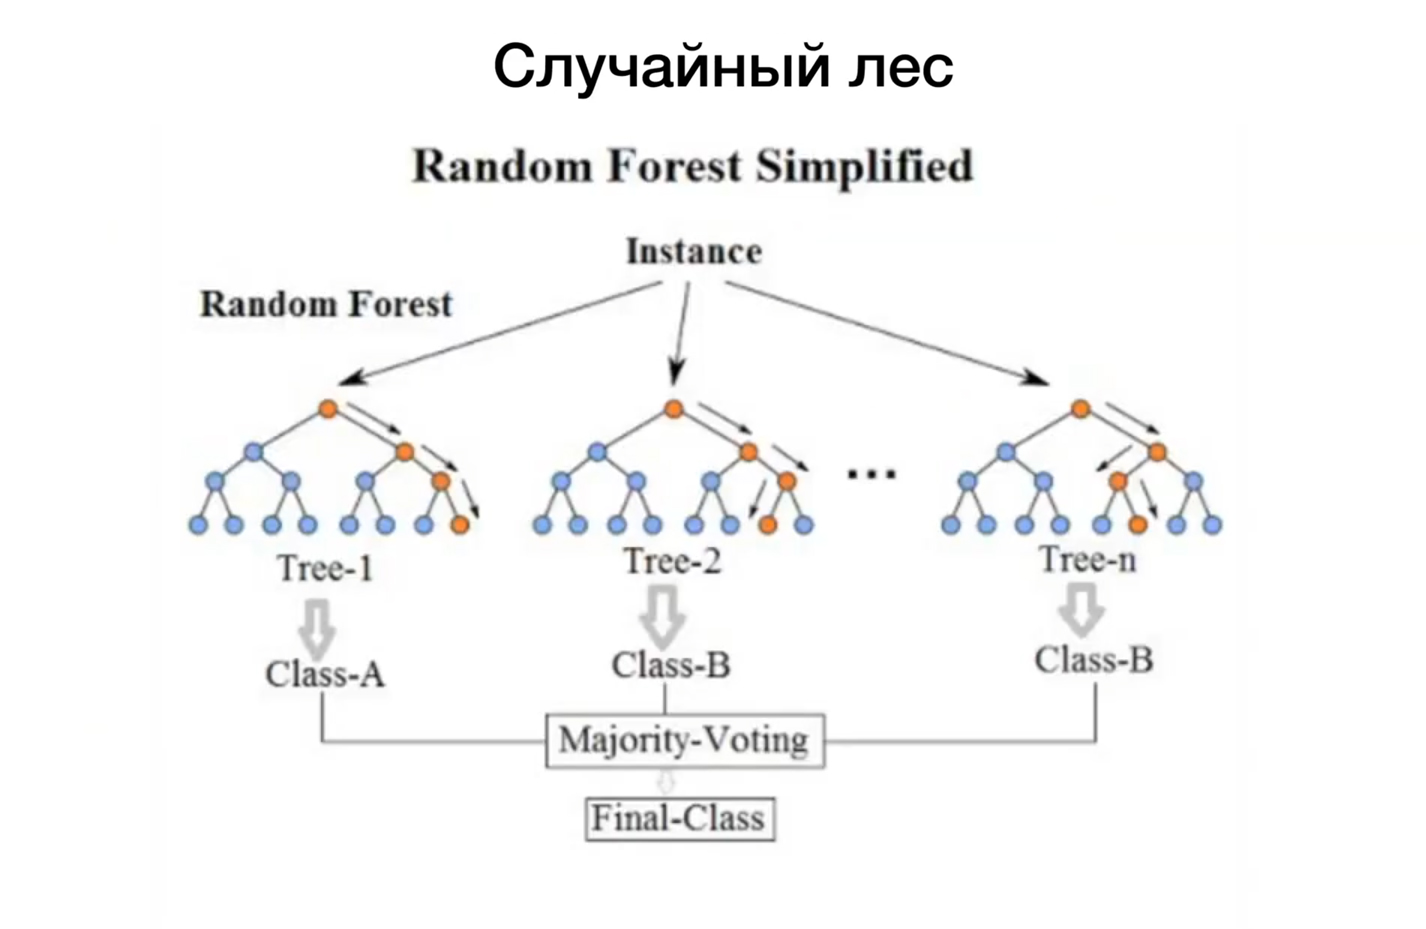 Случайный лес
Random Forest Simplified
Instance
Random Forest
...
Tree-1
Tree-2
Tree-n
Class-A
Class-B
Class-B
Majority-Voting
Final-Class